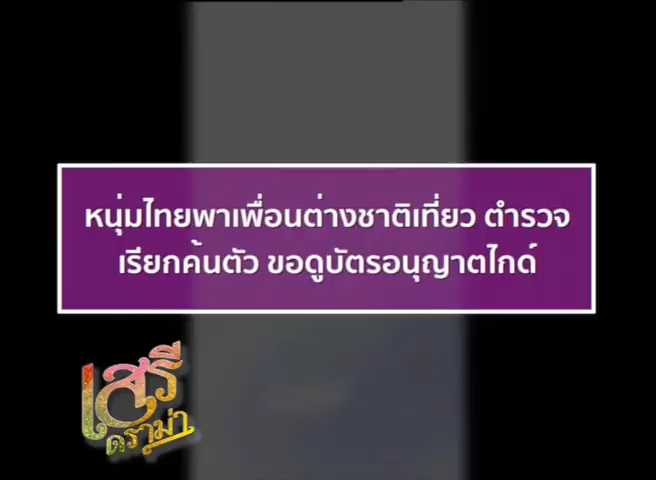 หนุ่มไทยพาเพื่อนต่างชาติเที่ยว ตำรวจ
เรียกค้นตัว ขอดูบัตรอนุญาตไกด์
เสรี
ดราม่า